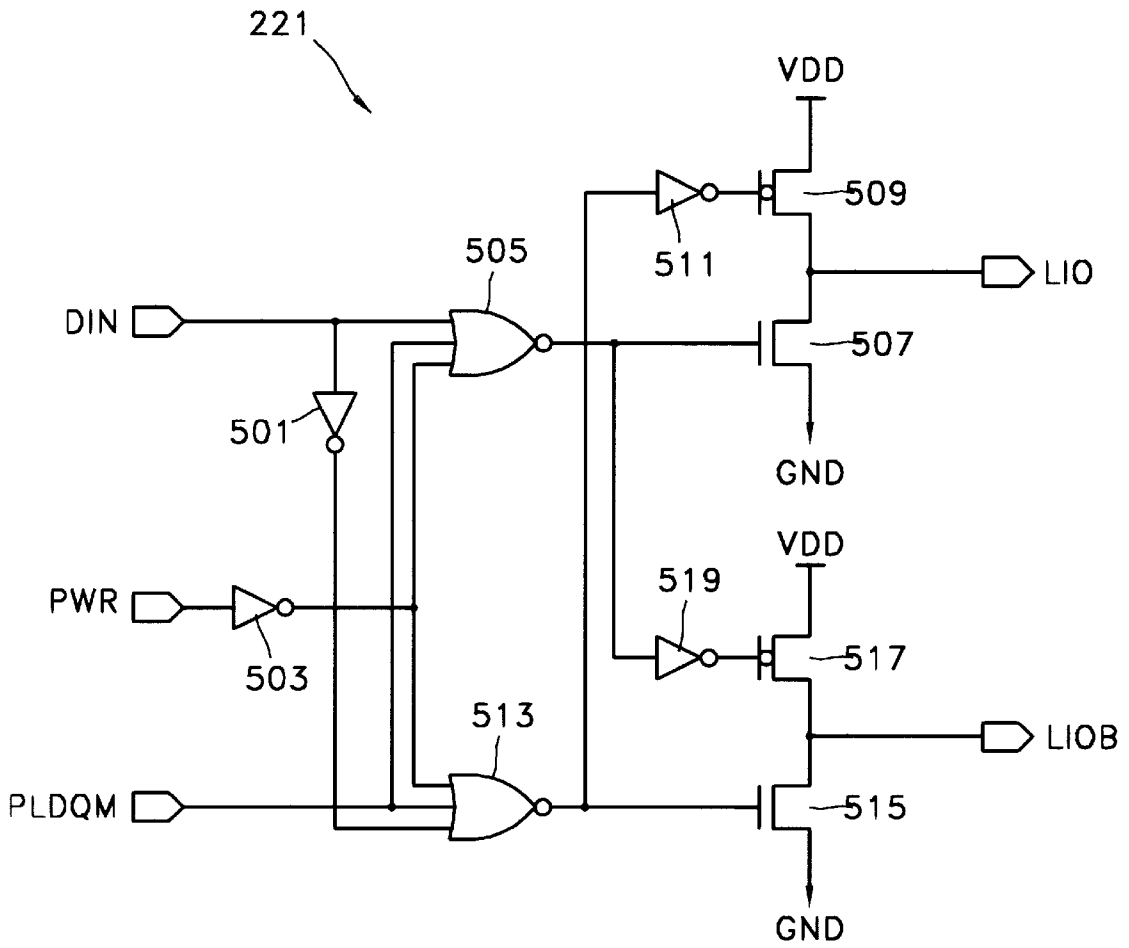 221
VDD
509
511
LIO
505
DIN
507
501
GND
VDD
519
PWR
503
517
513
LIOB
PLDQM
515
GND